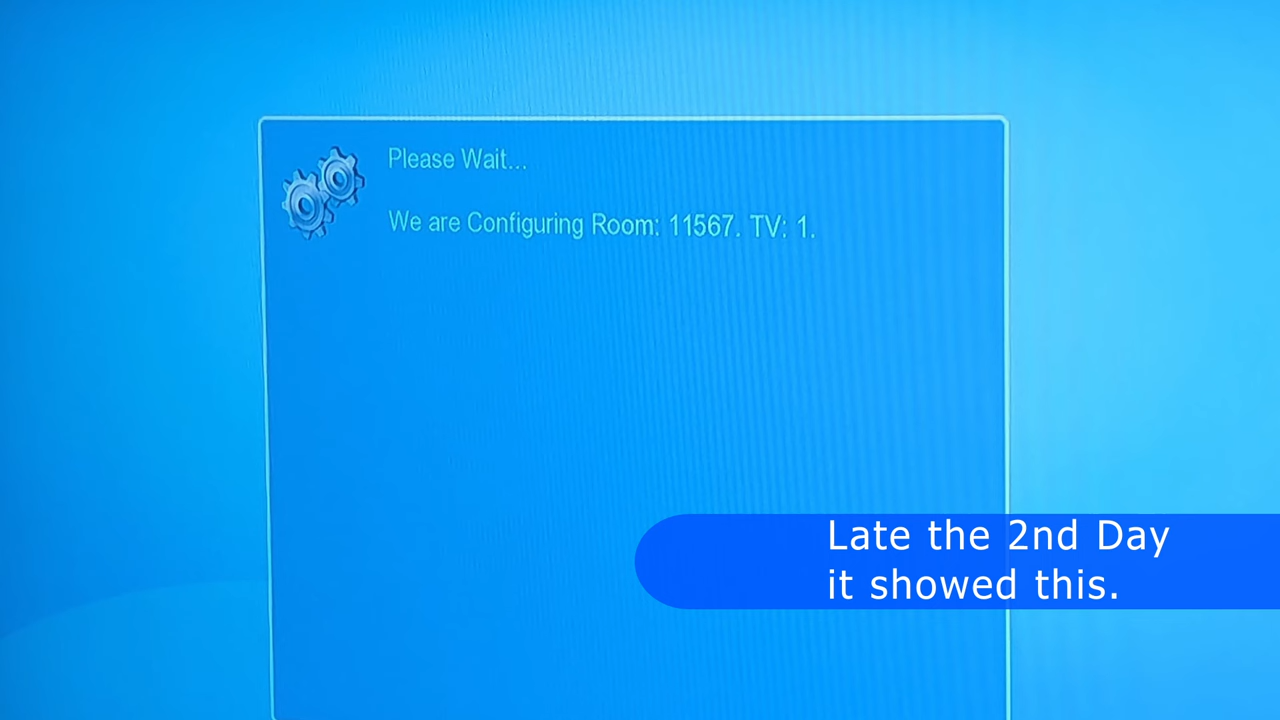 Please Wait...
We are Configuring Room: 11567. TV: 1.
Late the 2nd Day
it showed this.